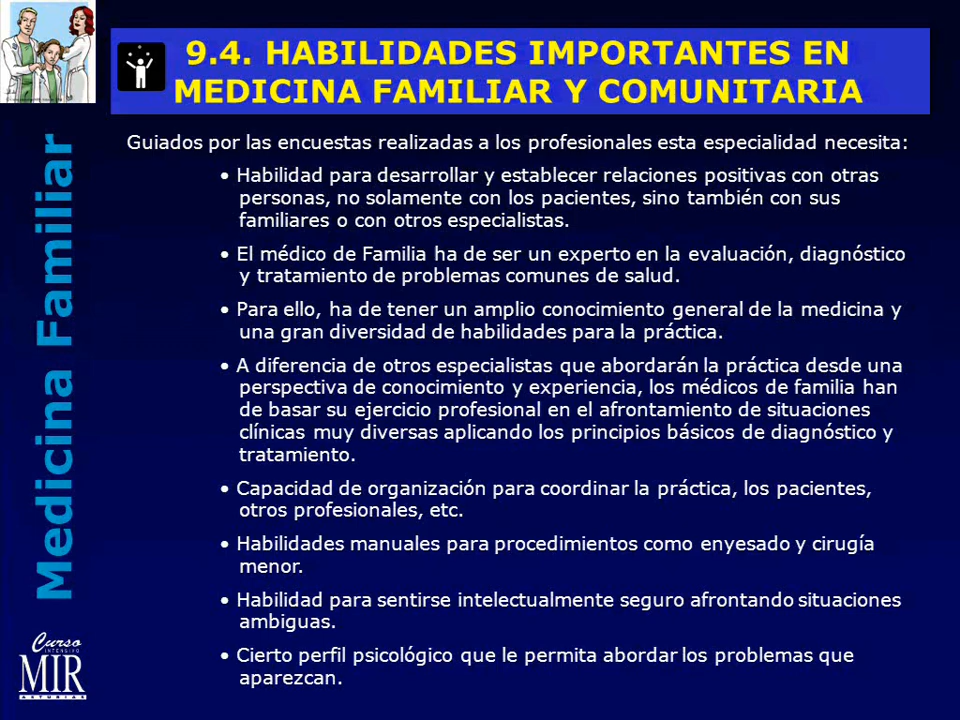 9.4. HABILIDADES IMPORTANTES EN
MEDICINA FAMILIAR Y COMUNITARIA
Medicina Familiar
Guiados por las encuestas realizadas a los profesionales esta especialidad necesita:
• Habilidad para desarrollar y establecer relaciones positivas con otras
personas, no solamente con los pacientes, sino también con sus
familiares o con otros especialistas.
• El médico de Familia ha de ser un experto en la evaluación, diagnóstico
y tratamiento de problemas comunes de salud.
• Para ello, ha de tener un amplio conocimiento general de la medicina y
una gran diversidad de habilidades para la práctica.
• A diferencia de otros especialistas que abordarán la práctica desde una
perspectiva de conocimiento y experiencia, los médicos de familia han
de basar su ejercicio profesional en el afrontamiento de situaciones
clínicas muy diversas aplicando los principios básicos de diagnóstico y
tratamiento.
• Capacidad de organización para coordinar la práctica, los pacientes,
otros profesionales, etc.
• Habilidades manuales para procedimientos como enyesado y cirugía
menor.
• Habilidad para sentirse intelectualmente seguro afrontando situaciones
ambiguas.
• Cierto perfil psicológico que le permita abordar los problemas que
aparezcan.
Curso
INTENSIVO
MIR
ASTURIAS